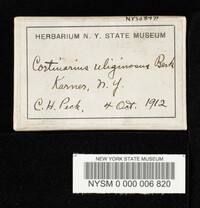 NYSPf8471
HERBARIUM N. Y. STATE MUSEUM
Cortinarius uliginosus Berk
Karner, N.Y.
C.H. Peck, 4 Oct. 1912
NEW YORK STATE MUSEUM
NYSM 0 000 006 820